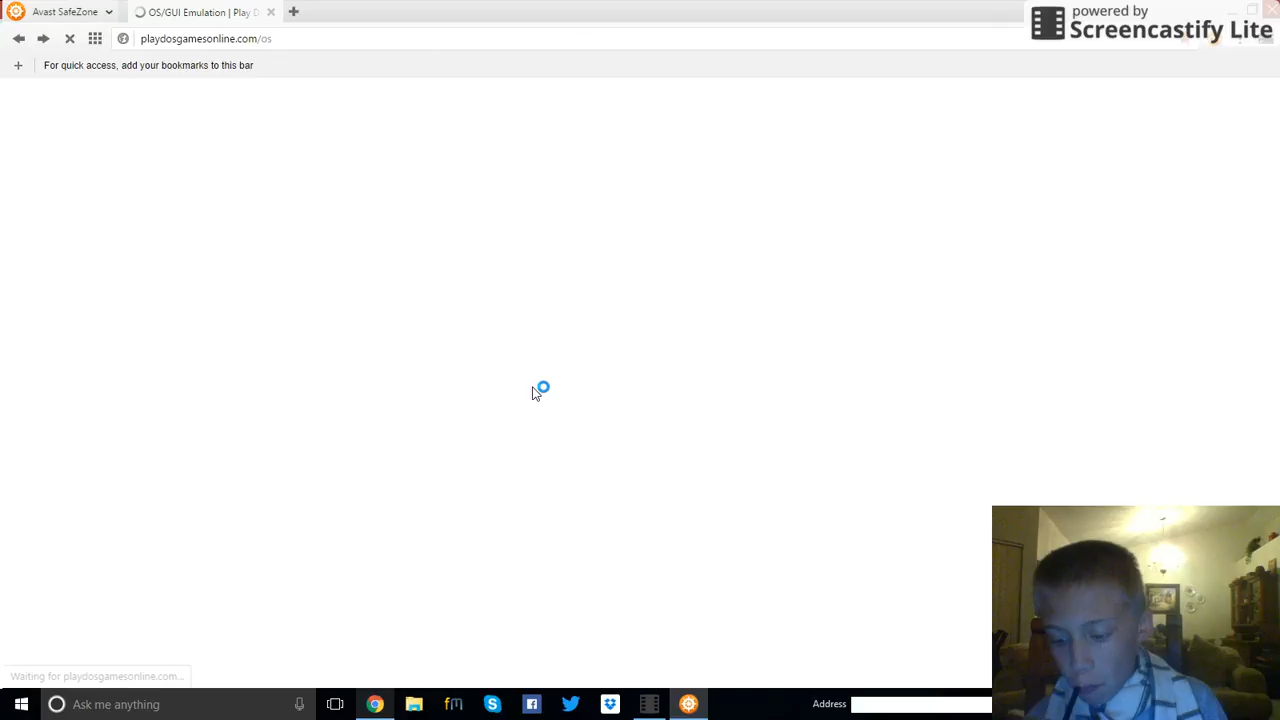 Avast SafeZone
OS/GUI Emulation | Play D
powered by
Screencastify Lite
playdosgamesonline.com/os
For quick access, add your bookmarks to this bar
Waiting for playdosgamesonline.com...
Ask me anything
Address